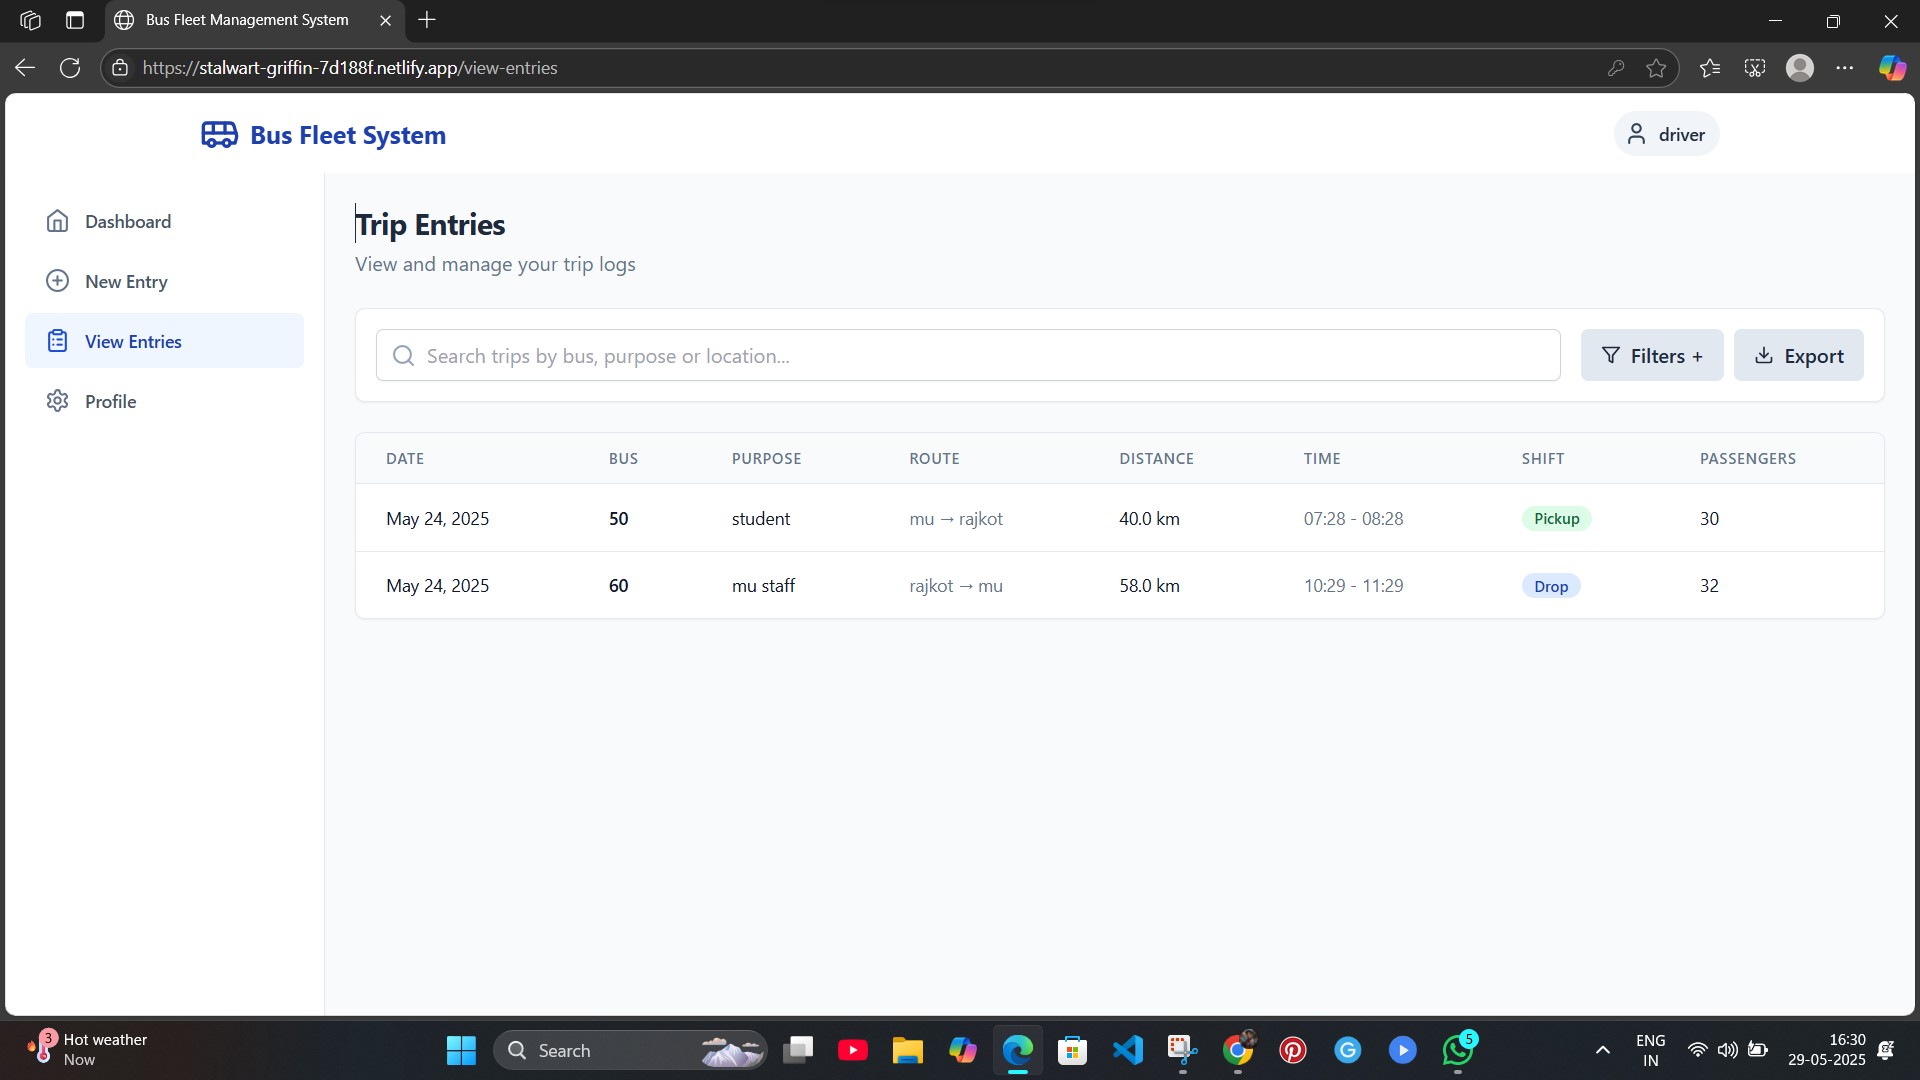 Bus Fleet Management System
https://stalwart-griffin-7d188f.netlify.app/view-entries
Bus Fleet System
driver
Dashboard
New Entry
View Entries
Profile
Trip Entries
View and manage your trip logs
Search trips by bus, purpose or location...
Filters +
Export
DATE BUS PURPOSE ROUTE DISTANCE TIME SHIFT PASSENGERS
May 24, 2025 50 student mu → rajkot 40.0 km 07:28 - 08:28 Pickup 30
May 24, 2025 60 mu staff rajkot → mu 58.0 km 10:29 - 11:29 Drop 32
3
Hot weather
Now
Search
5
ENG
IN
16:30
29-05-2025